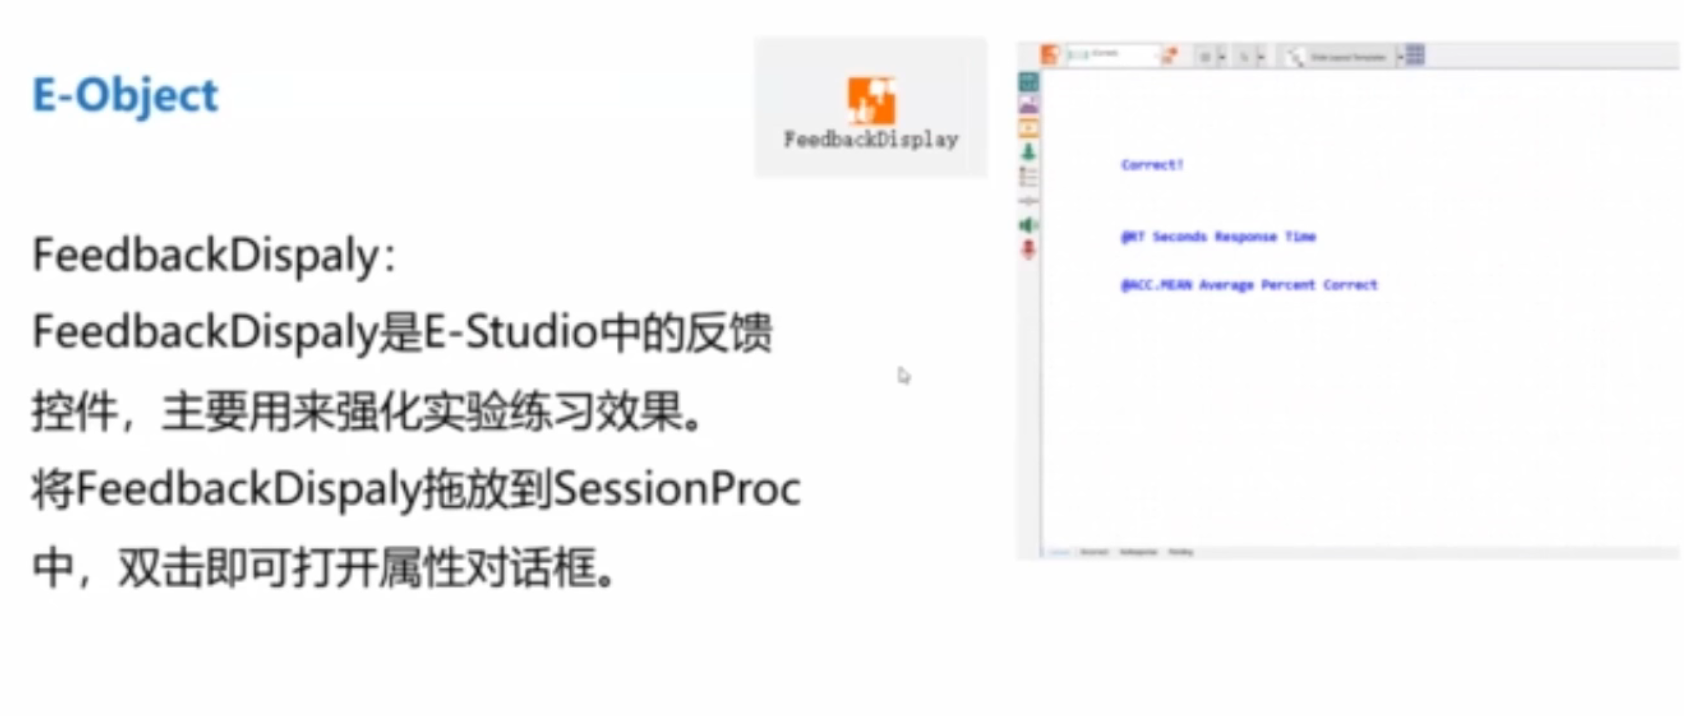 E-Object
FeedbackDisplay
FeedbackDispaly:
FeedbackDispaly是E-Studio中的反馈
控件，主要用来强化实验练习效果。
将FeedbackDispaly拖放到SessionProc
中，双击即可打开属性对话框。
Correct!
@RT Seconds Response Time
@ACC.MEAN Average Percent Correct